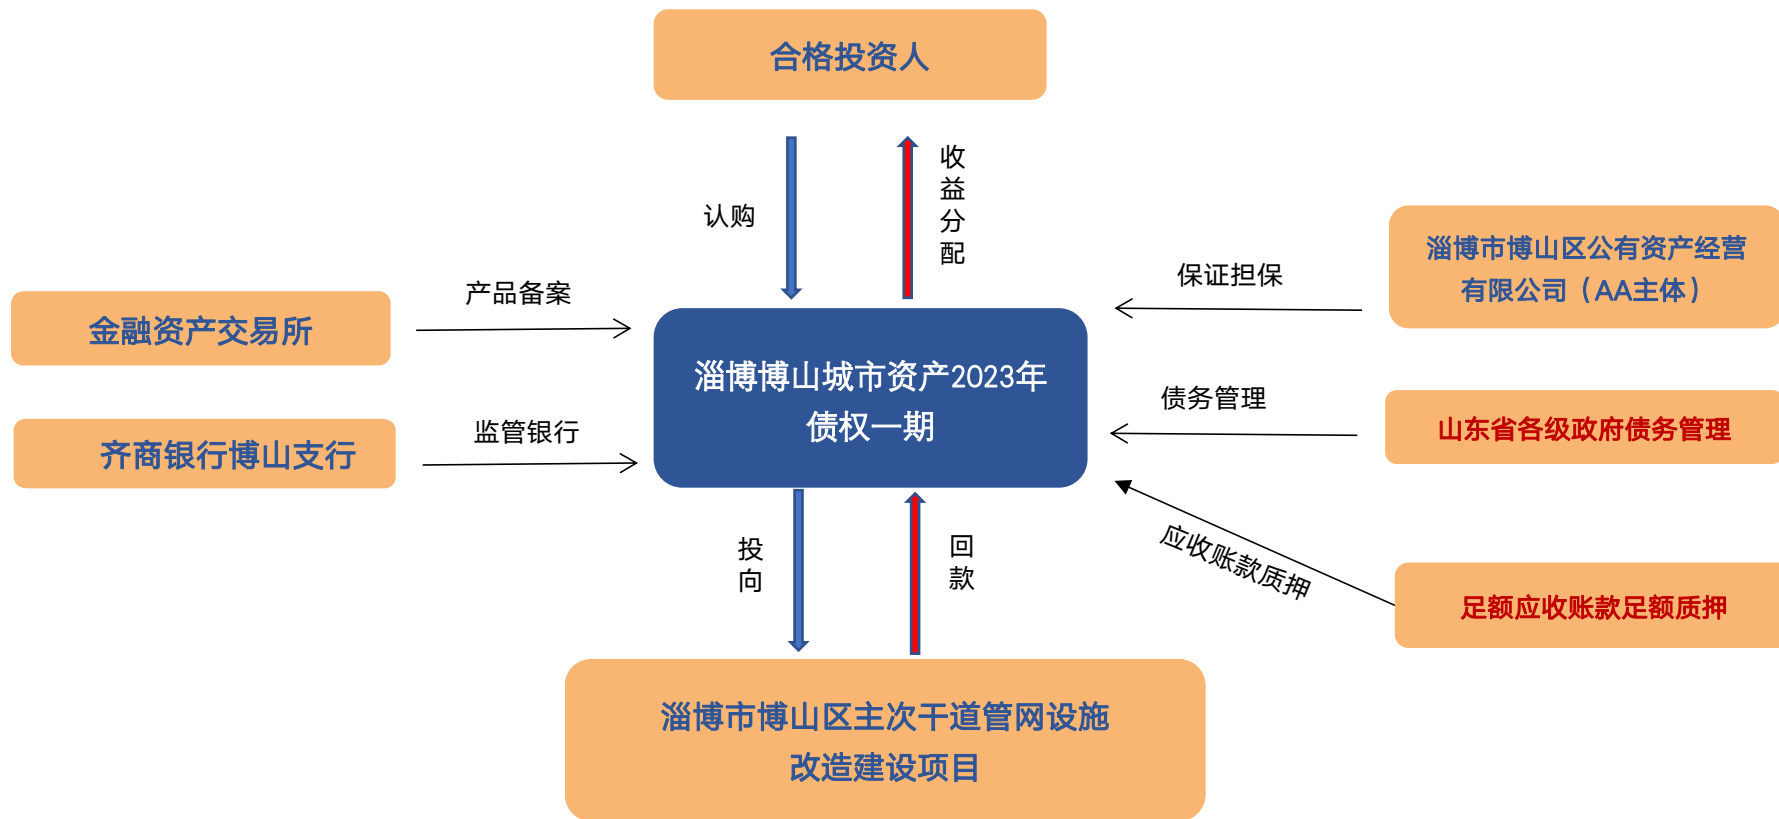 合格投资人
认购
收
益
分
配
淄博市博山区公有资产经营
有限公司（AA主体）
保证担保
产品备案
金融资产交易所
淄博博山城市资产2023年
债权一期
债务管理
山东省各级政府债务管理
监管银行
齐商银行博山支行
投
向
回
款
应收账款质押
足额应收账款足额质押
淄博市博山区主次干道管网设施
改造建设项目